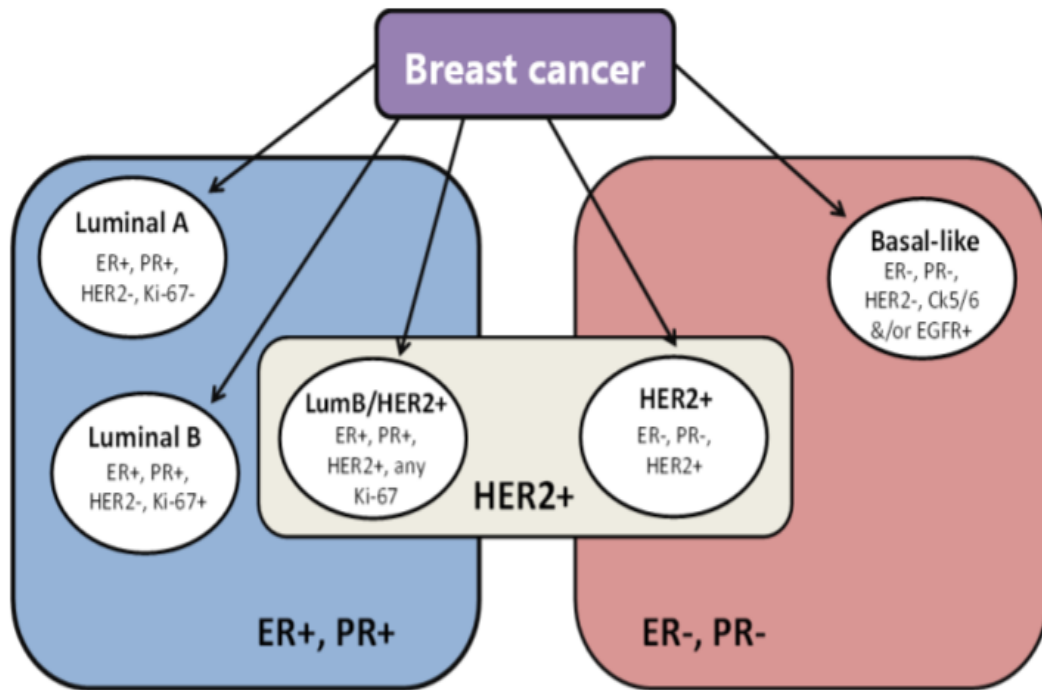 Breast cancer
Luminal A
ER+, PR+,
HER2-, Ki-67-
Basal-like
ER-, PR-,
HER2-, Ck5/6
&/or EGFR+
Luminal B
ER+, PR+,
HER2-, Ki-67+
LumB/HER2+
ER+, PR+,
HER2+, any
Ki-67
HER2+
ER-, PR-,
HER2+
HER2+
ER+, PR+
ER-, PR-